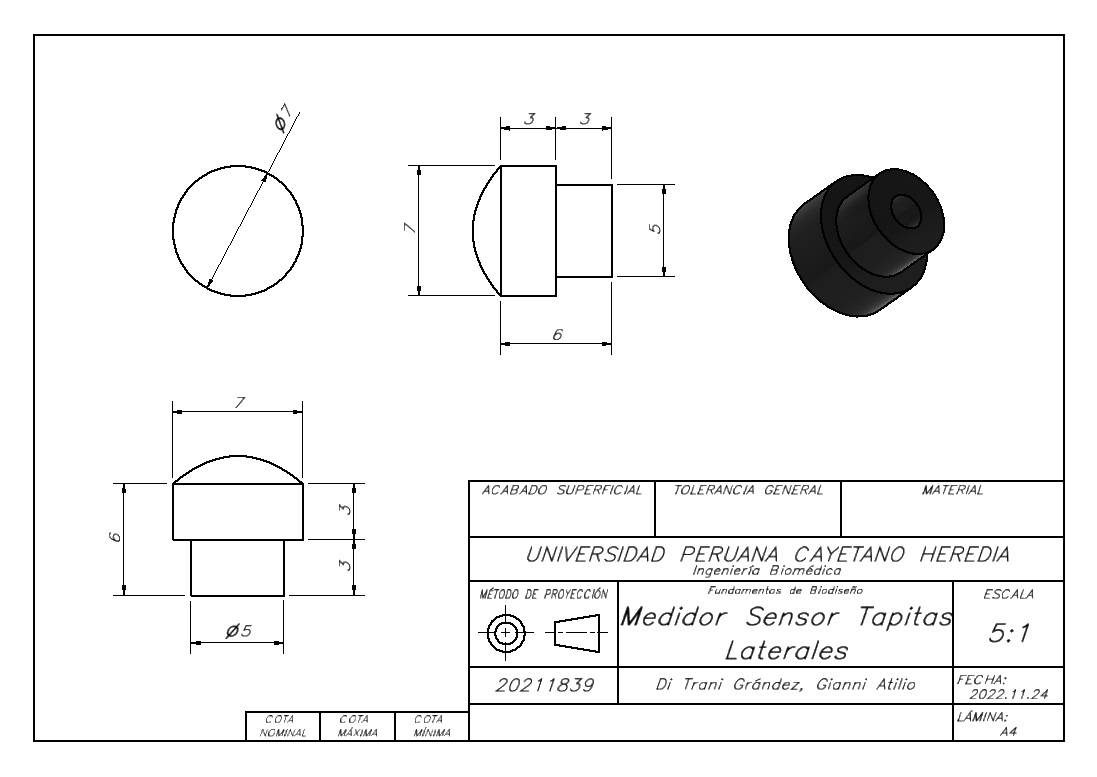 Ø7
3 3
7
5
6
7
6
3
3
Ø5
ACABADO SUPERFICIAL TOLERANCIA GENERAL MATERIAL
UNIVERSIDAD PERUANA CAYETANO HEREDIA
Ingeniería Biomédica
MÉTODO DE PROYECCIÓN
Fundamentos de Biodiseño
Medidor Sensor Tapitas
Laterales
ESCALA
5:1
20211839
Di Trani Grández, Gianni Atilio
FECHA:
2022.11.24
LÁMINA:
A4
COTA
NOMINAL
COTA
MÁXIMA
COTA
MÍNIMA